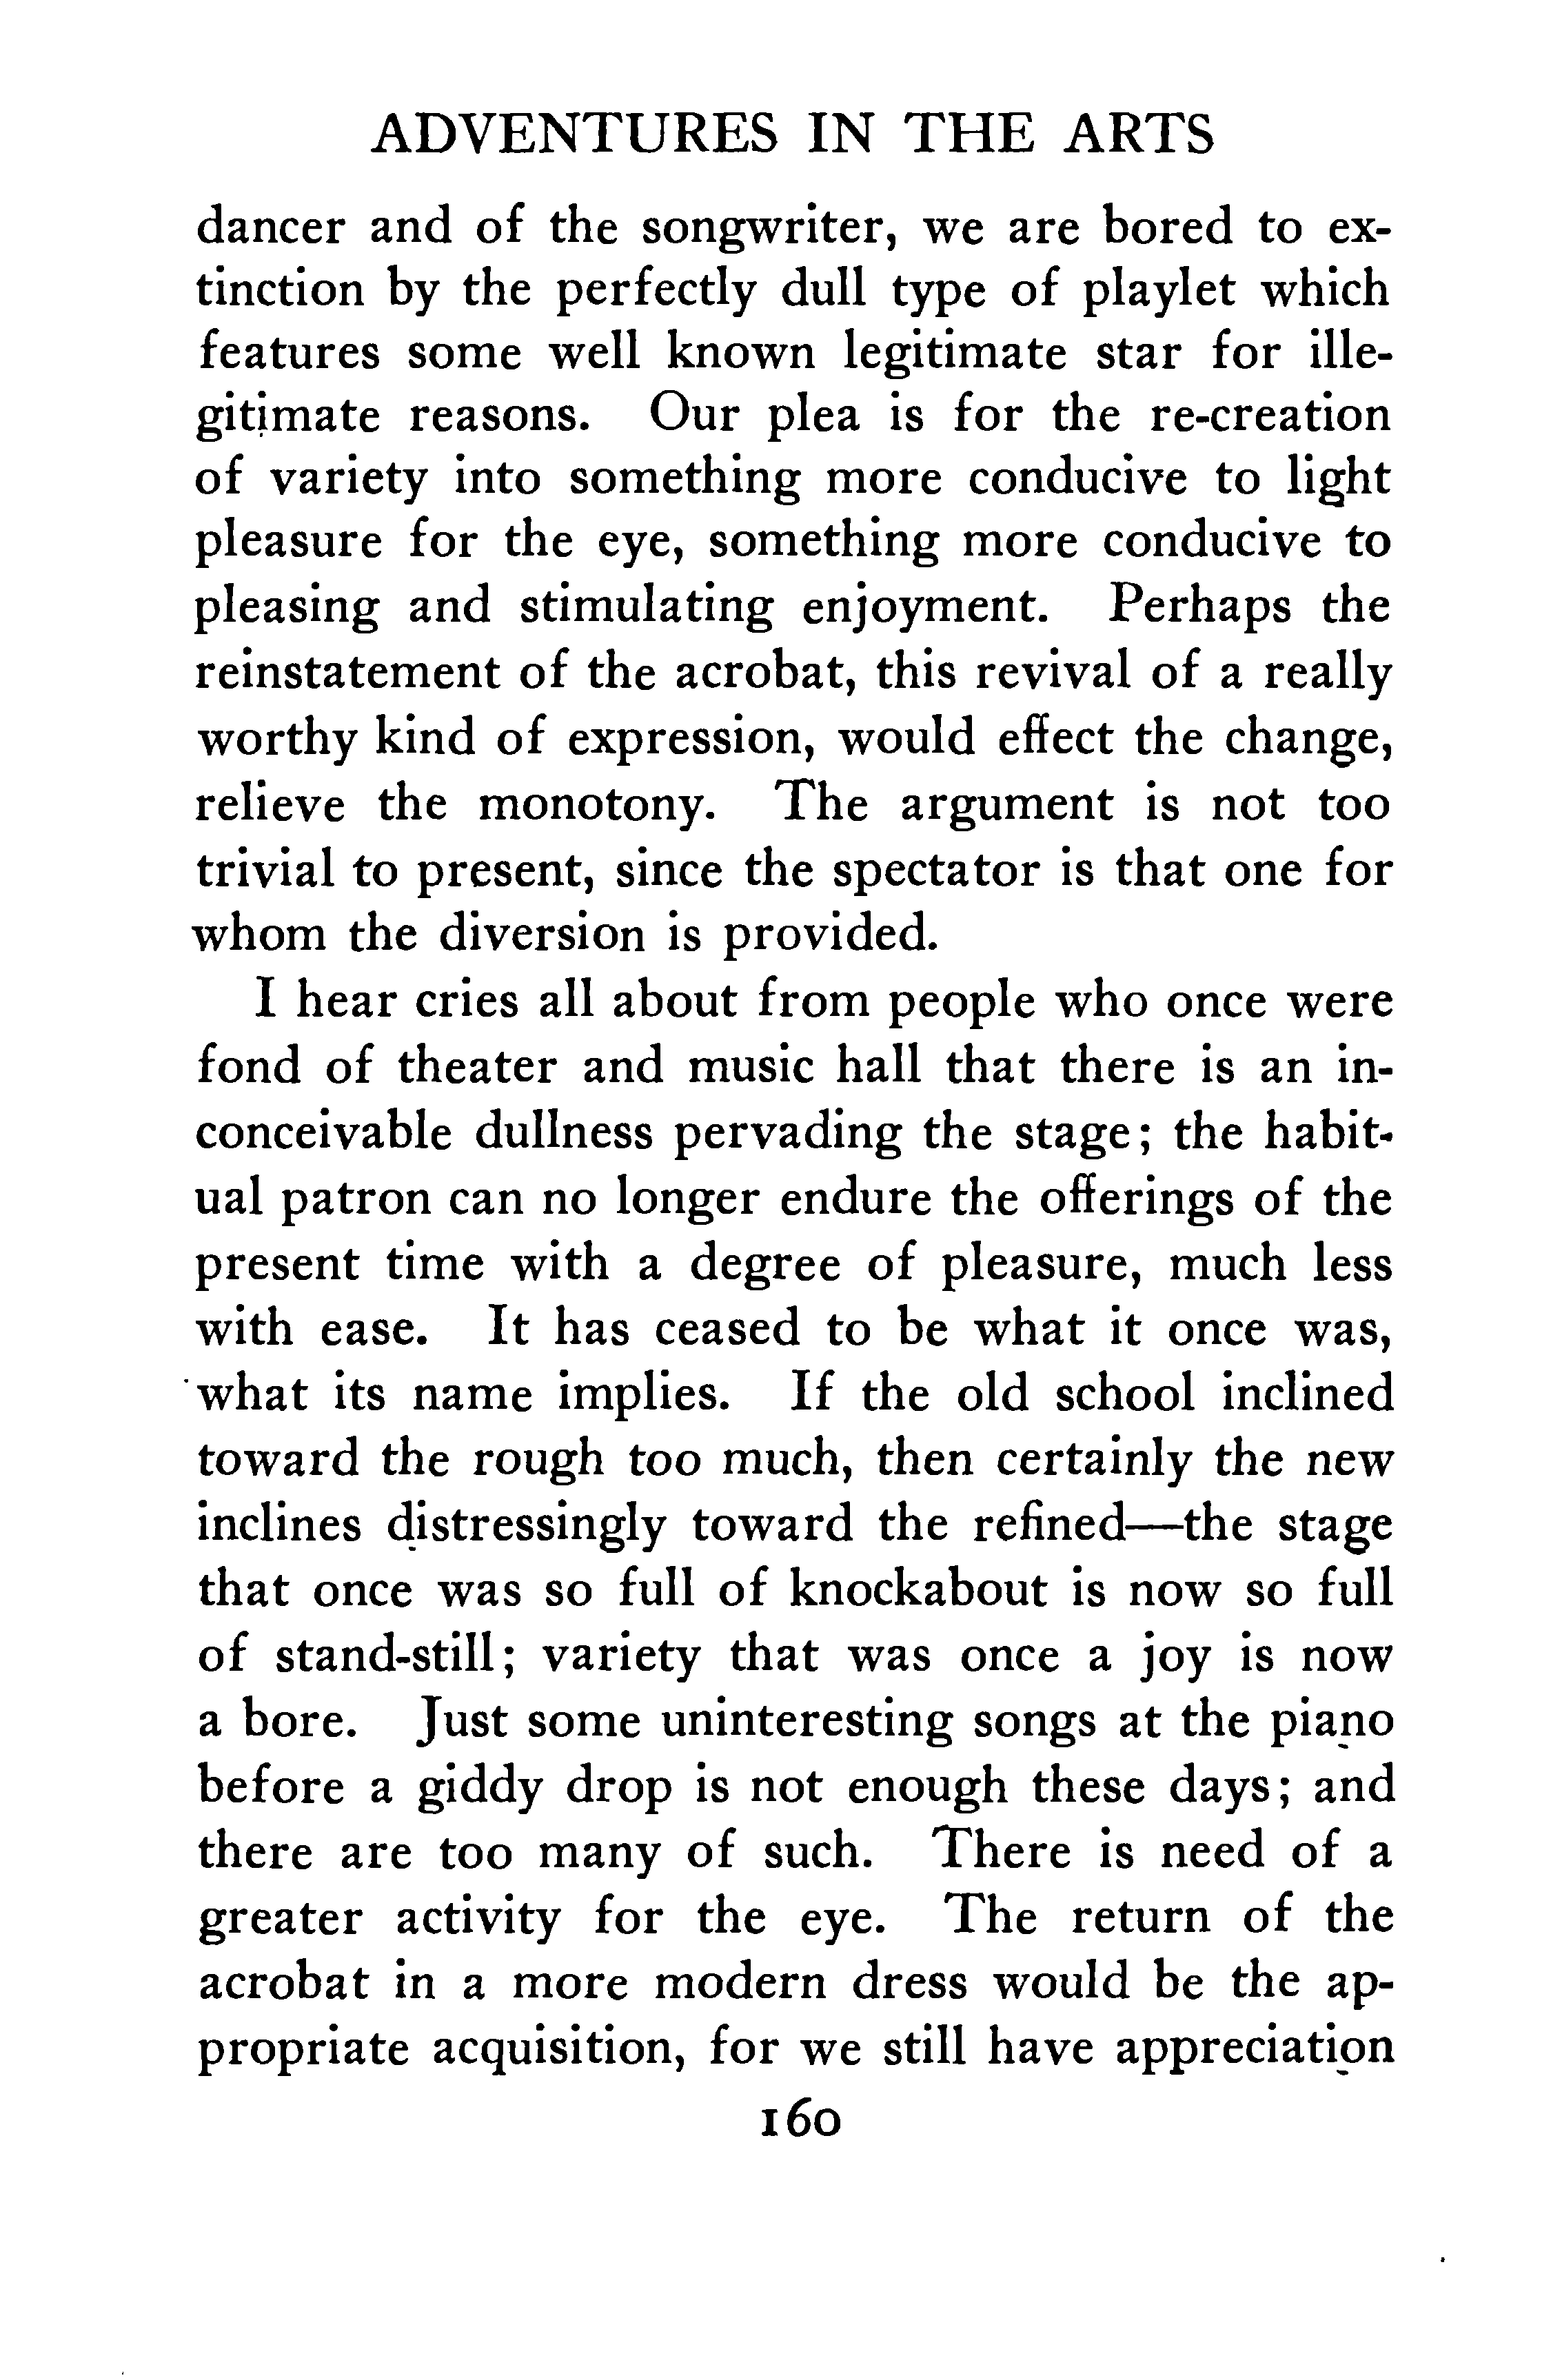 ADVENTURES IN THE ARTS
dancer and of the songwriter, we are bored to ex-
tinction by the perfectly dull type of playlet which
features some well known legitimate star for ille-
gitimate reasons. Our plea is for the re-creation
of variety into something more conducive to light
pleasure for the eye, something more conducive to
pleasing and stimulating enjoyment. Perhaps the
reinstatement of the acrobat, this revival of a really
worthy kind of expression, would effect the change,
relieve the monotony. The argument is not too
trivial to present, since the spectator is that one for
whom the diversion is provided.
I hear cries all about from people who once were
fond of theater and music hall that there is an in-
conceivable dullness pervading the stage; the habit-
ual patron can no longer endure the offerings of the
present time with a degree of pleasure, much less
with ease. It has ceased to be what it once was,
what its name implies. If the old school inclined
toward the rough too much, then certainly the new
inclines distressingly toward the refined—the stage
that once was so full of knockabout is now so full
of stand-still; variety that was once a joy is now
a bore. Just some uninteresting songs at the piano
before a giddy drop is not enough these days; and
there are too many of such. There is need of a
greater activity for the eye. The return of the
acrobat in a more modern dress would be the ap-
propriate acquisition, for we still have appreciation
160